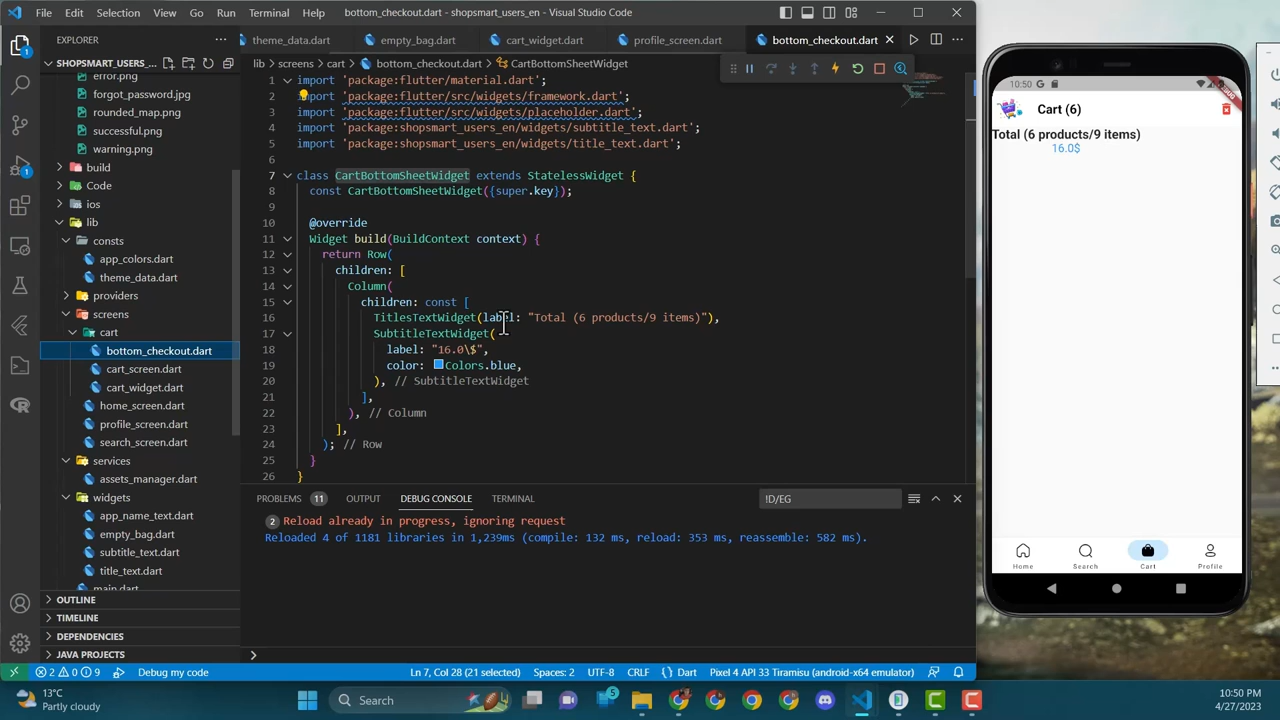 File Edit Selection View Go Run Terminal Help bottom_checkout.dart - shopsmart_users_en - Visual Studio Code
EXPLORER
theme_data.dart empty_bag.dart cart_widget.dart profile_screen.dart bottom_checkout.dart
SHOPSMART_USERS_...
error.png
forgot_password.jpg
rounded_map.png
successful.png
warning.png
build
Code
ios
lib
consts
app_colors.dart
theme_data.dart
providers
screens
cart
bottom_checkout.dart
cart_screen.dart
cart_widget.dart
home_screen.dart
profile_screen.dart
search_screen.dart
services
assets_manager.dart
widgets
app_name_text.dart
empty_bag.dart
subtitle_text.dart
title_text.dart
main.dart
OUTLINE
TIMELINE
DEPENDENCIES
JAVA PROJECTS
lib > screens > cart > bottom_checkout.dart > CartBottomSheetWidget
1 import 'package:flutter/material.dart';
2 import 'package:flutter/src/widgets/framework.dart';
3 import 'package:flutter/src/widgets/placeholder.dart';
4 import 'package:shopsmart_users_en/widgets/subtitle_text.dart';
5 import 'package:shopsmart_users_en/widgets/title_text.dart';
6
7 class CartBottomSheetWidget extends StatelessWidget {
8 const CartBottomSheetWidget({super.key});
9
10 @override
11 Widget build(BuildContext context) {
12 return Row(
13 children: [
14 Column(
15 children: const [
16 TitlesTextWidget(label: "Total (6 products/9 items)"),
17 SubtitleTextWidget(
18 label: "16.0\$",
19 color: Colors.blue,
20 ), // SubtitleTextWidget
21 ],
22 ), // Column
23 ],
24 ); // Row
25 }
26 }
PROBLEMS 11 OUTPUT DEBUG CONSOLE TERMINAL !D/EG
2 Reload already in progress, ignoring request
Reloaded 4 of 1181 libraries in 1,239ms (compile: 132 ms, reload: 353 ms, reassemble: 582 ms).
2 0 9 Debug my code Ln 7, Col 28 (21 selected) Spaces: 2 UTF-8 CRLF Dart Pixel 4 API 33 Tiramisu (android-x64 emulator)
10:50
Cart (6)
Total (6 products/9 items)
16.0$
Home Search Cart Profile
13°C
Partly cloudy
Search
5
10:50 PM
4/27/2023